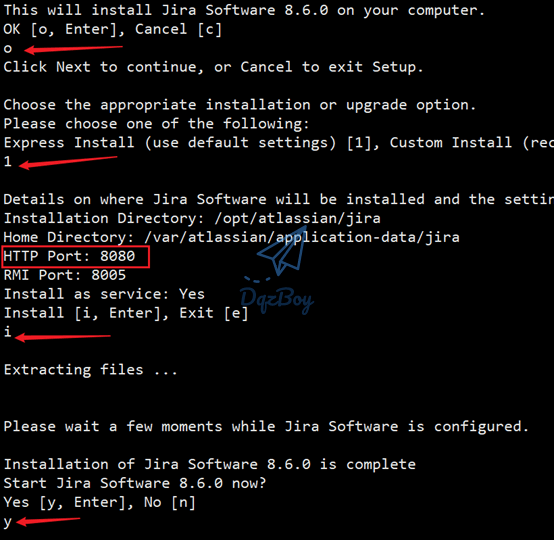 This will install Jira Software 8.6.0 on your computer.
OK [o, Enter], Cancel [c]
o
Click Next to continue, or Cancel to exit Setup.
Choose the appropriate installation or upgrade option.
Please choose one of the following:
Express Install (use default settings) [1], Custom Install (rec
1
Details on where Jira Software will be installed and the settin
Installation Directory: /opt/atlassian/jira
Home Directory: /var/atlassian/application-data/jira
HTTP Port: 8080
RMI Port: 8005
Install as service: Yes
DqzBoy
Install [i, Enter], Exit [e]
i
Extracting files ...
Please wait a few moments while Jira Software is configured.
Installation of Jira Software 8.6.0 is complete
Start Jira Software 8.6.0 now?
Yes [y, Enter], No [n]
y